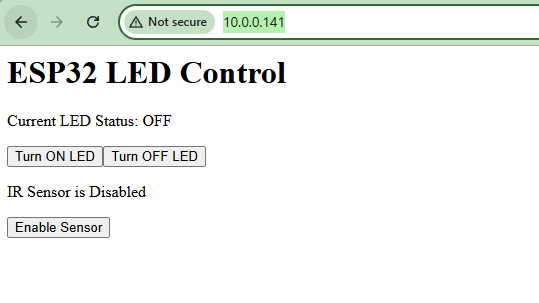 Not secure 10.0.0.141
ESP32 LED Control
Current LED Status: OFF
Turn ON LED Turn OFF LED
IR Sensor is Disabled
Enable Sensor